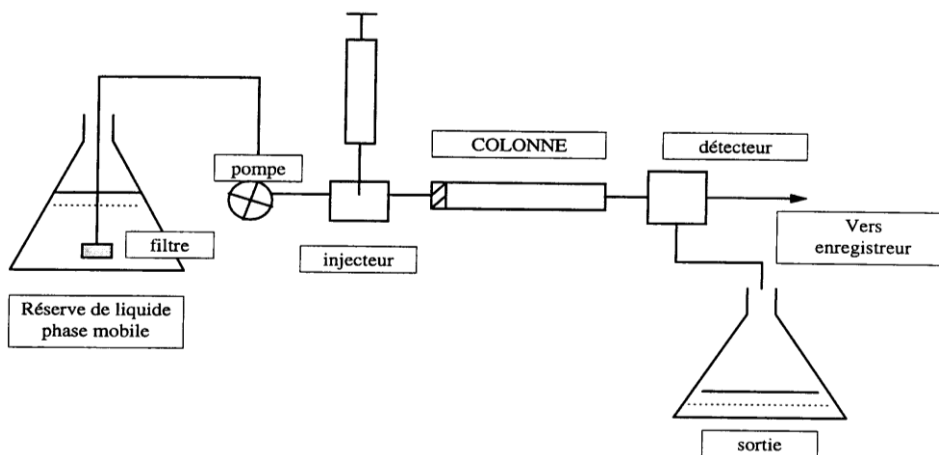 COLONNE
détecteur
pompe
filtre
injecteur
Vers
enregistreur
Réserve de liquide
phase mobile
sortie